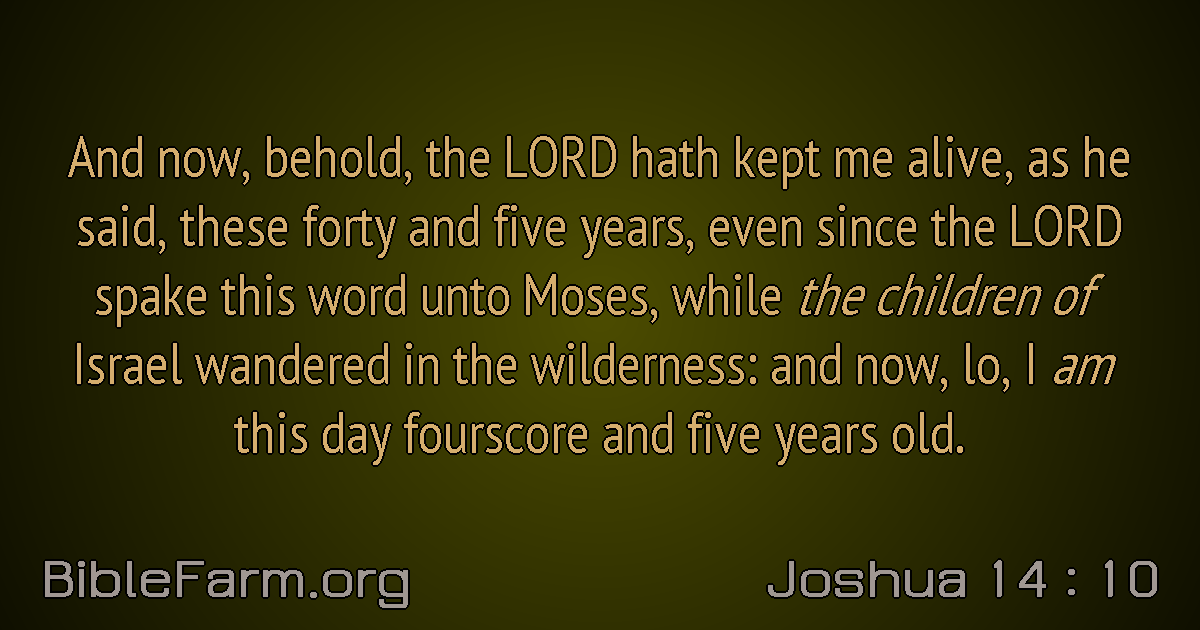 And now, behold, the LORD hath kept me alive, as he
said, these forty and five years, even since the LORD
spake this word unto Moses, while the children of
Israel wandered in the wilderness: and now, lo, I am
this day fourscore and five years old.
BibleFarm.org
Joshua 14 : 10